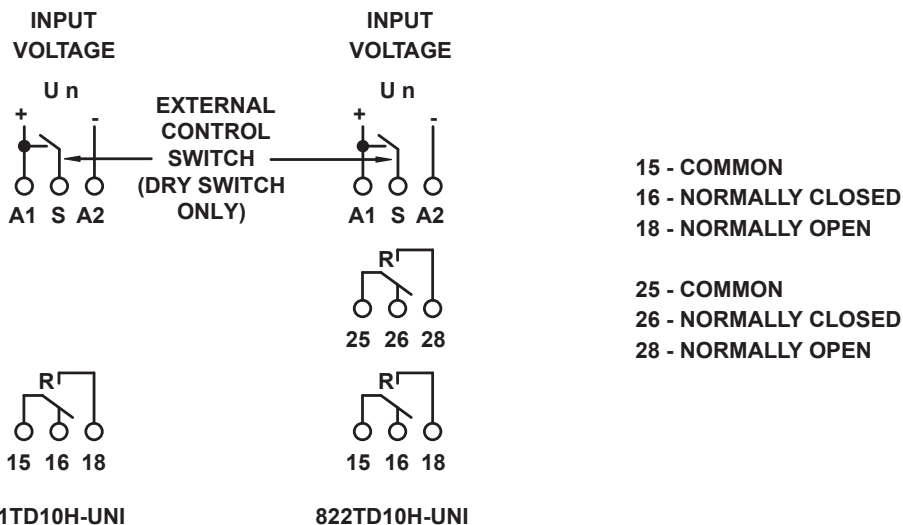 INPUT
VOLTAGE
U n
+ -
A1 S A2
EXTERNAL
CONTROL
SWITCH
(DRY SWITCH
ONLY)
INPUT
VOLTAGE
U n
+ -
A1 S A2
R
25 26 28
R
15 16 18
R
15 16 18
1TD10H-UNI
822TD10H-UNI
15 - COMMON
16 - NORMALLY CLOSED
18 - NORMALLY OPEN
25 - COMMON
26 - NORMALLY CLOSED
28 - NORMALLY OPEN